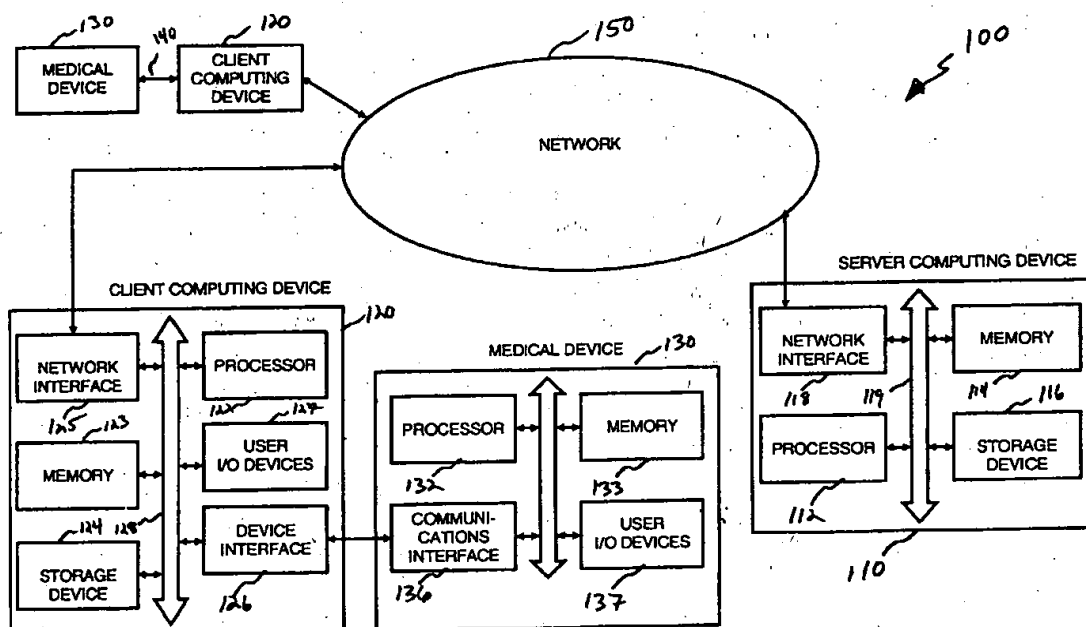 130
140
120
150
100
MEDICAL
DEVICE
CLIENT
COMPUTING
DEVICE
NETWORK
CLIENT COMPUTING DEVICE
120
NETWORK
INTERFACE
125
PROCESSOR
122
123
MEMORY
127
USER
I/O DEVICES
124
128
STORAGE
DEVICE
DEVICE
INTERFACE
126
MEDICAL DEVICE
130
PROCESSOR
132
MEMORY
133
COMMUNI-
CATIONS
INTERFACE
136
USER
I/O DEVICES
137
SERVER COMPUTING DEVICE
NETWORK
INTERFACE
118
119
MEMORY
114
116
PROCESSOR
112
STORAGE
DEVICE
110